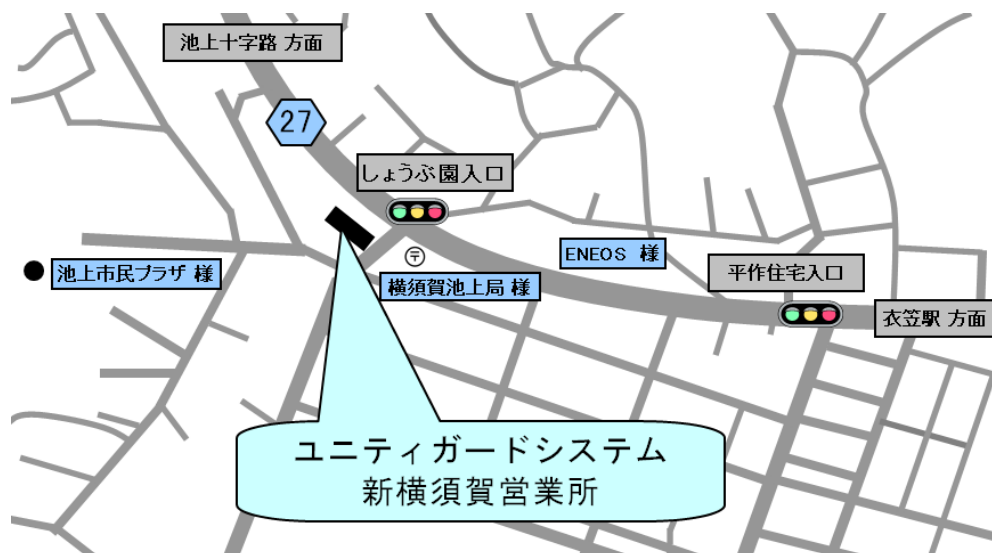 池上十字路 方面
27
しょうぶ園入口
〒
ENEOS 様
池上市民プラザ 様
横須賀池上局 様
平作住宅入口
衣笠駅 方面
ユニティガードシステム
新横須賀営業所